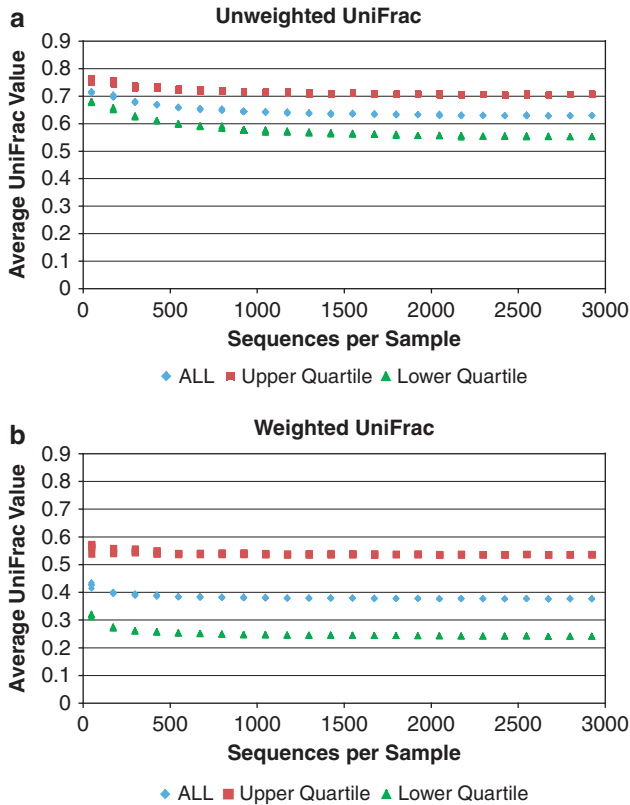 a
Unweighted UniFrac
Average UniFrac Value
0.9
0.8
0.7
0.6
0.5
0.4
0.3
0.2
0.1
0
0 500 1000 1500 2000 2500 3000
Sequences per Sample
ALL Upper Quartile Lower Quartile
b
Weighted UniFrac
Average UniFrac Value
0.9
0.8
0.7
0.6
0.5
0.4
0.3
0.2
0.1
0
0 500 1000 1500 2000 2500 3000
Sequences per Sample
ALL Upper Quartile Lower Quartile